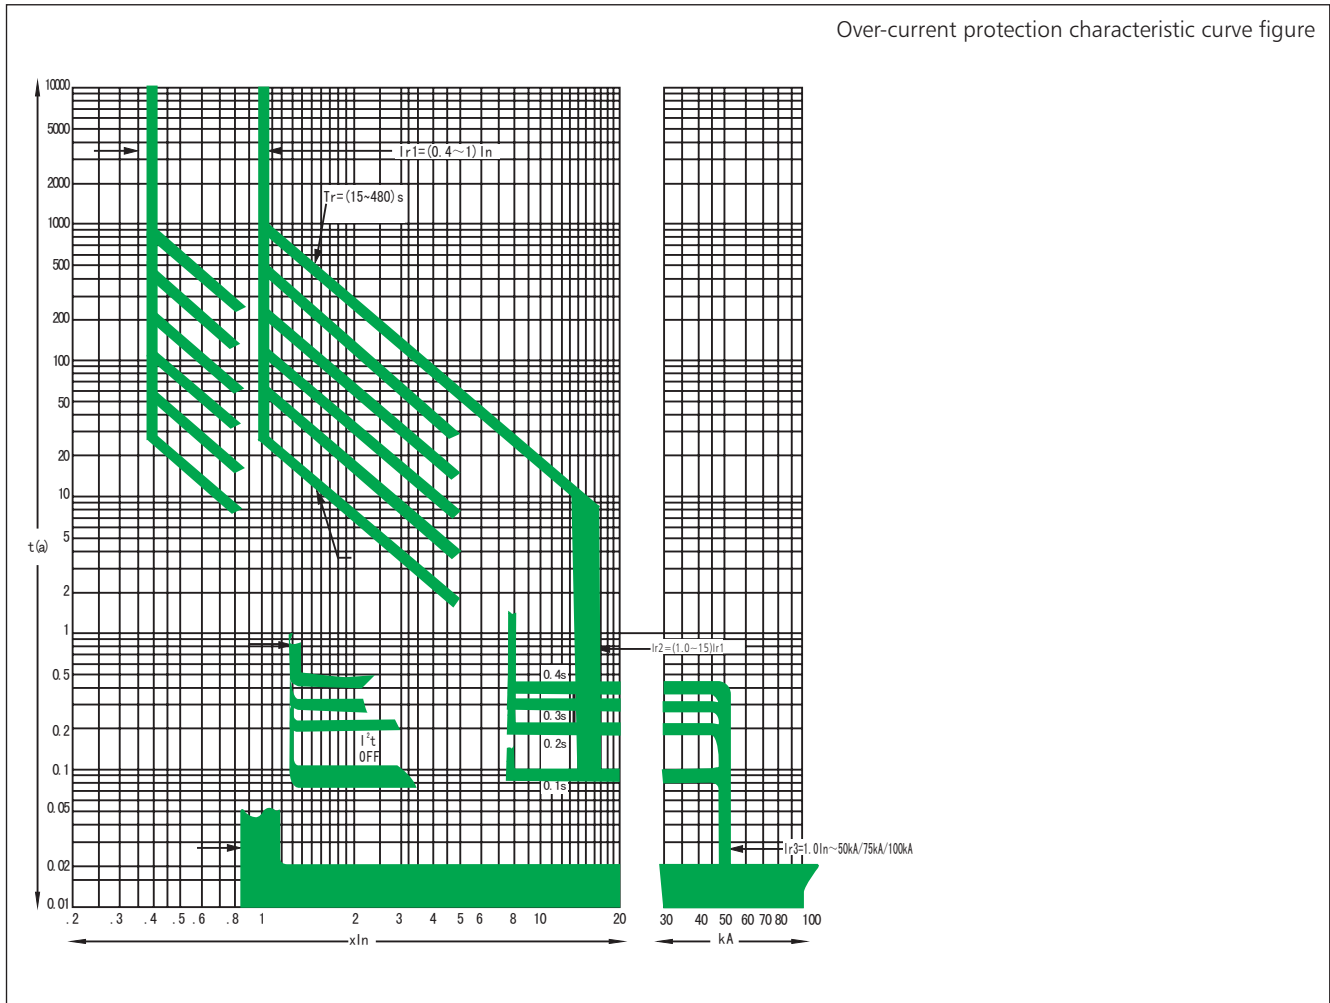 Over-current protection characteristic curve figure
10000
5000
2000
1000
500
200
100
50
20
10
5
2
1
0.5
0.2
0.1
0.05
0.02
0.01
t(a)
Ir1=(0.4~1)In
Tr=(15~480)s
Ir2=(1.0~15)Ir1
0.4s
0.3s
0.2s
0.1s
I²t
OFF
Ir3=1.0In~50kA/75kA/100kA
.2 .3 .4 .5 .6 .8 1 2 3 4 5 6 8 10 20
30 40 50 60 70 80 100
xIn
kA